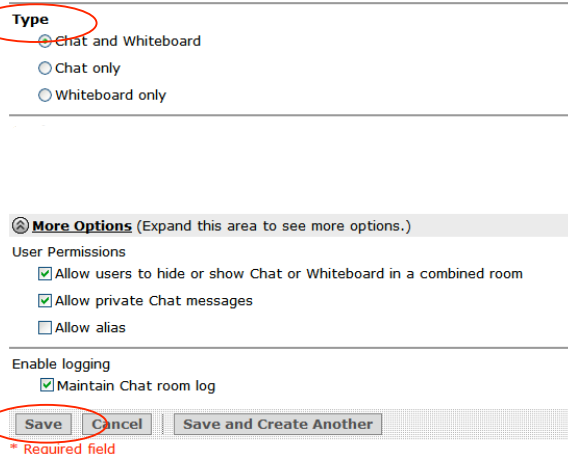 Type
Chat and Whiteboard
Chat only
Whiteboard only
More Options (Expand this area to see more options.)
User Permissions
Allow users to hide or show Chat or Whiteboard in a combined room
Allow private Chat messages
Allow alias
Enable logging
Maintain Chat room log
Save Cancel Save and Create Another
* Required field